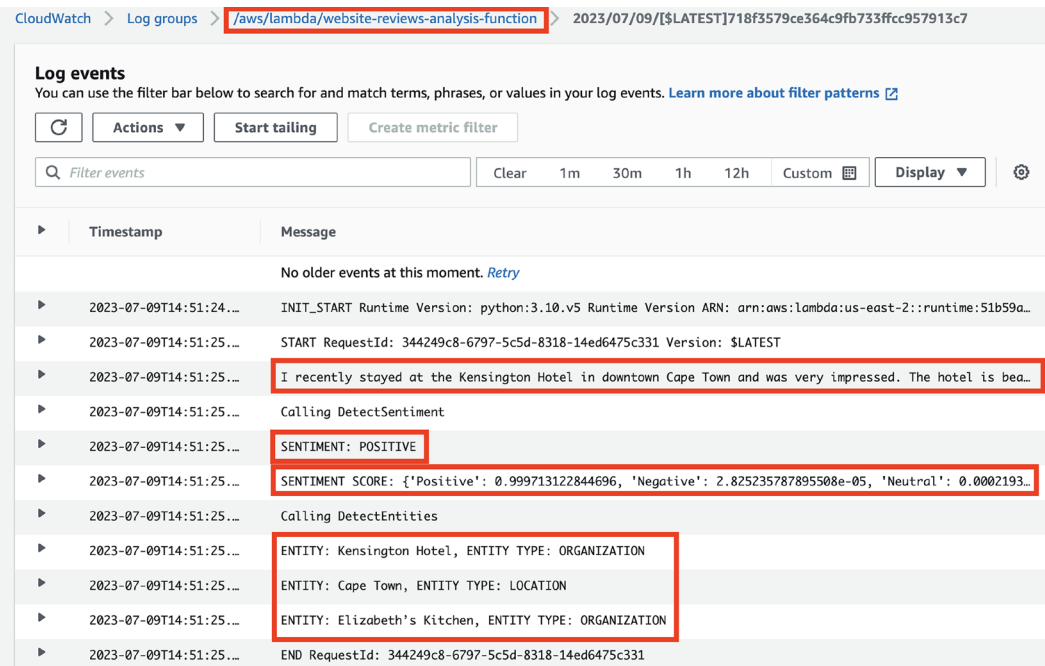 CloudWatch > Log groups > /aws/lambda/website-reviews-analysis-function > 2023/07/09/[$LATEST]718f3579ce364c9fb733ffcc957913c7
Log events
You can use the filter bar below to search for and match terms, phrases, or values in your log events. Learn more about filter patterns
Actions ▼ Start tailing Create metric filter
Filter events Clear 1m 30m 1h 12h Custom Display ▼
Timestamp Message
No older events at this moment. Retry
2023-07-09T14:51:24.… INIT_START Runtime Version: python:3.10.v5 Runtime Version ARN: arn:aws:lambda:us-east-2::runtime:51b59a…
2023-07-09T14:51:25.… START RequestId: 344249c8-6797-5c5d-8318-14ed6475c331 Version: $LATEST
2023-07-09T14:51:25.… I recently stayed at the Kensington Hotel in downtown Cape Town and was very impressed. The hotel is bea…
2023-07-09T14:51:25.… Calling DetectSentiment
2023-07-09T14:51:25.… SENTIMENT: POSITIVE
2023-07-09T14:51:25.… SENTIMENT SCORE: {'Positive': 0.999713122844696, 'Negative': 2.825235787895508e-05, 'Neutral': 0.0002193…
2023-07-09T14:51:25.… Calling DetectEntities
2023-07-09T14:51:25.… ENTITY: Kensington Hotel, ENTITY TYPE: ORGANIZATION
2023-07-09T14:51:25.… ENTITY: Cape Town, ENTITY TYPE: LOCATION
2023-07-09T14:51:25.… ENTITY: Elizabeth’s Kitchen, ENTITY TYPE: ORGANIZATION
2023-07-09T14:51:25.… END RequestId: 344249c8-6797-5c5d-8318-14ed6475c331